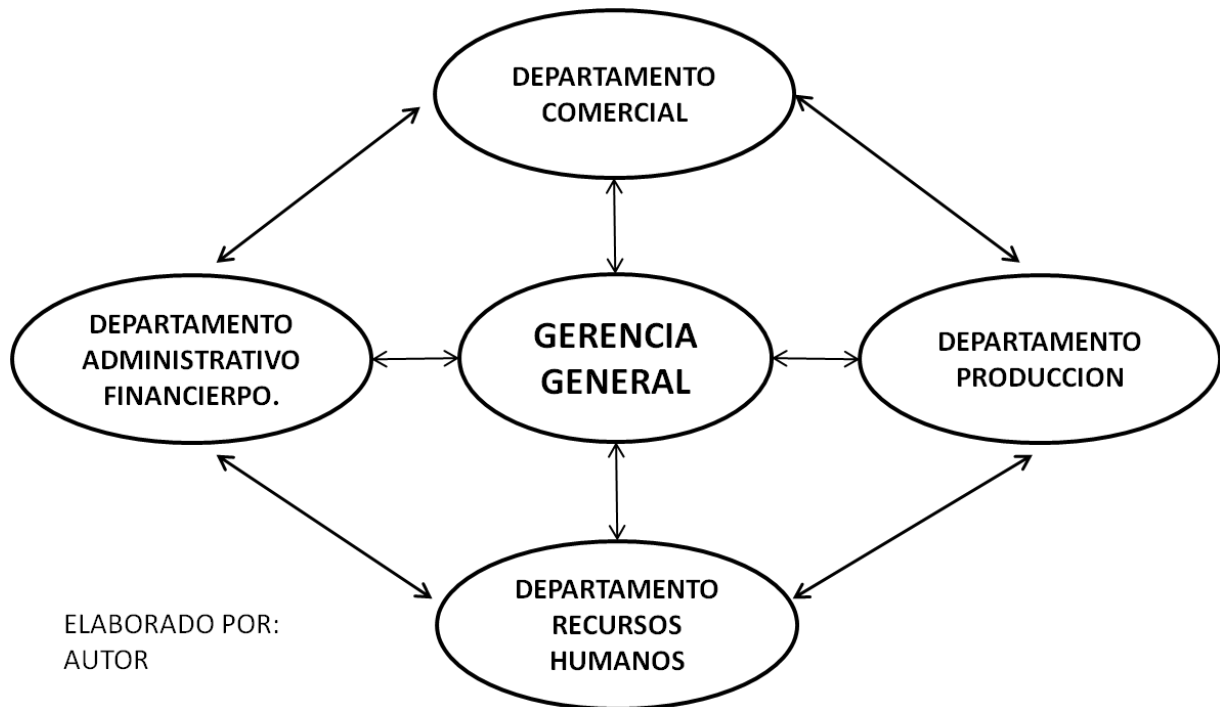 DEPARTAMENTO
COMERCIAL
DEPARTAMENTO
ADMINISTRATIVO
FINANCIERPO.
GERENCIA
GENERAL
DEPARTAMENTO
PRODUCCION
DEPARTAMENTO
RECURSOS
HUMANOS
ELABORADO POR:
AUTOR